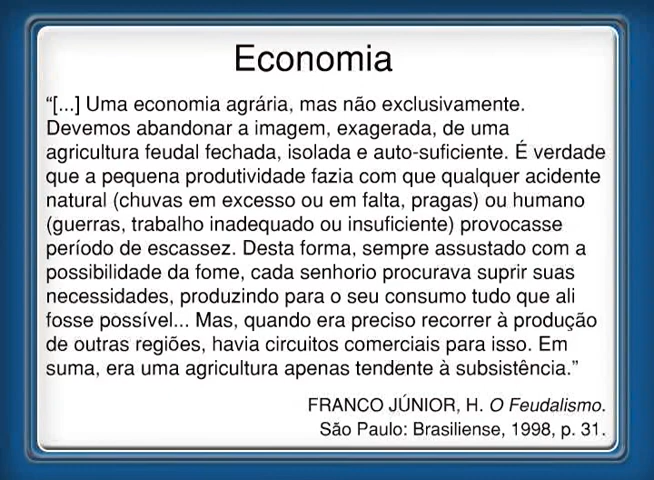 Economia
“[...] Uma economia agrária, mas não exclusivamente.
Devemos abandonar a imagem, exagerada, de uma
agricultura feudal fechada, isolada e auto-suficiente. É verdade
que a pequena produtividade fazia com que qualquer acidente
natural (chuvas em excesso ou em falta, pragas) ou humano
(guerras, trabalho inadequado ou insuficiente) provocasse
período de escassez. Desta forma, sempre assustado com a
possibilidade da fome, cada senhorio procurava suprir suas
necessidades, produzindo para o seu consumo tudo que ali
fosse possível... Mas, quando era preciso recorrer à produção
de outras regiões, havia circuitos comerciais para isso. Em
suma, era uma agricultura apenas tendente à subsistência.”
FRANCO JÚNIOR, H. O Feudalismo.
São Paulo: Brasiliense, 1998, p. 31.